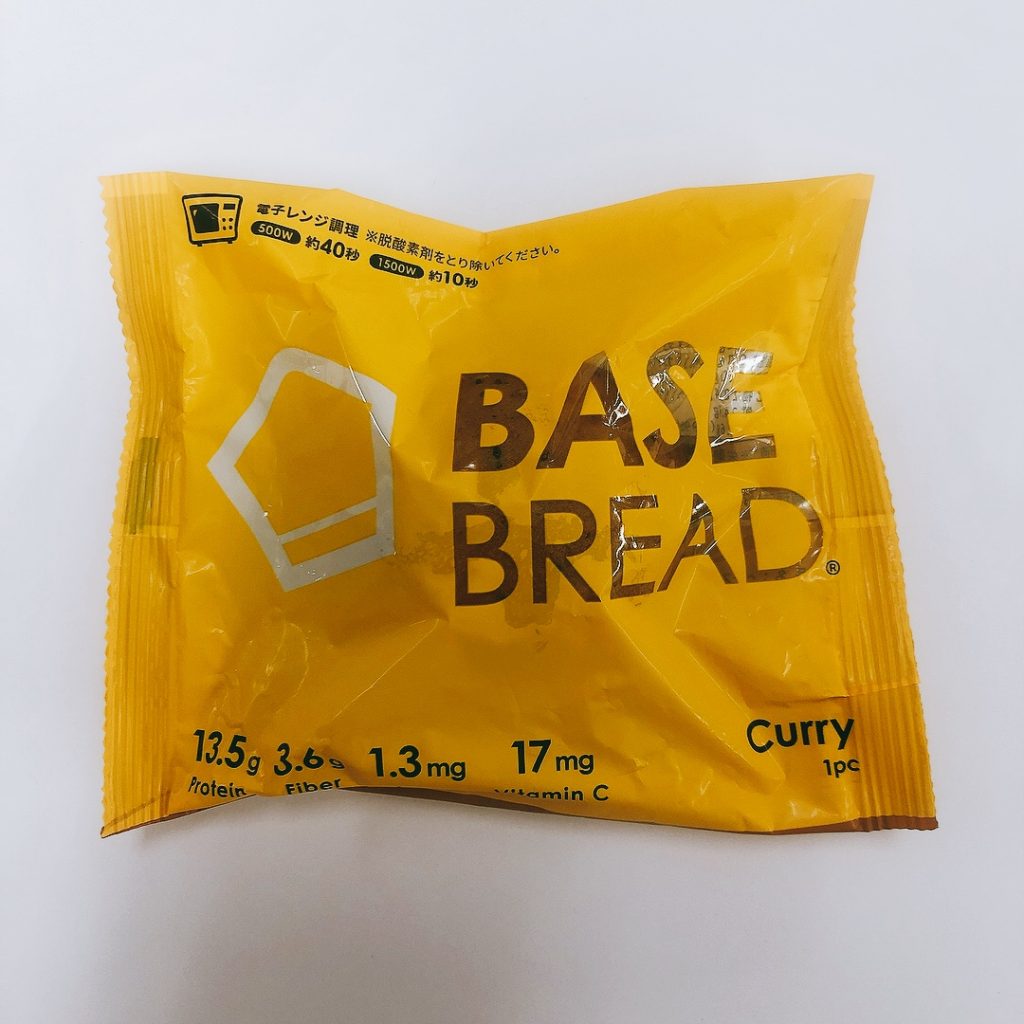 電子レンジ調理 ※脱酸素剤をとり除いてください。
500W 約40秒 1500W 約10秒
BASE
BREAD®
13.5g 3.6g 1.3mg 17mg
Protein Fiber Vitamin C
Curry
1pc